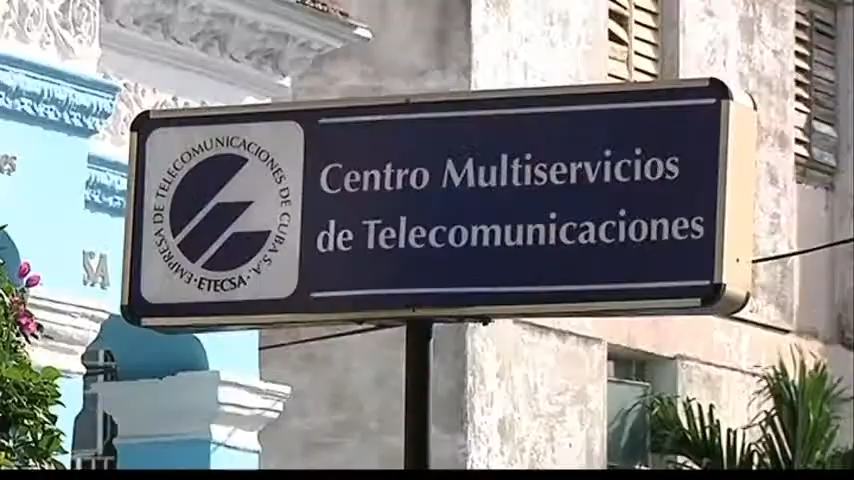 EMPRESA DE TELECOMUNICACIONES DE CUBA S.A.
·ETECSA·
Centro Multiservicios
de Telecomunicaciones
SA